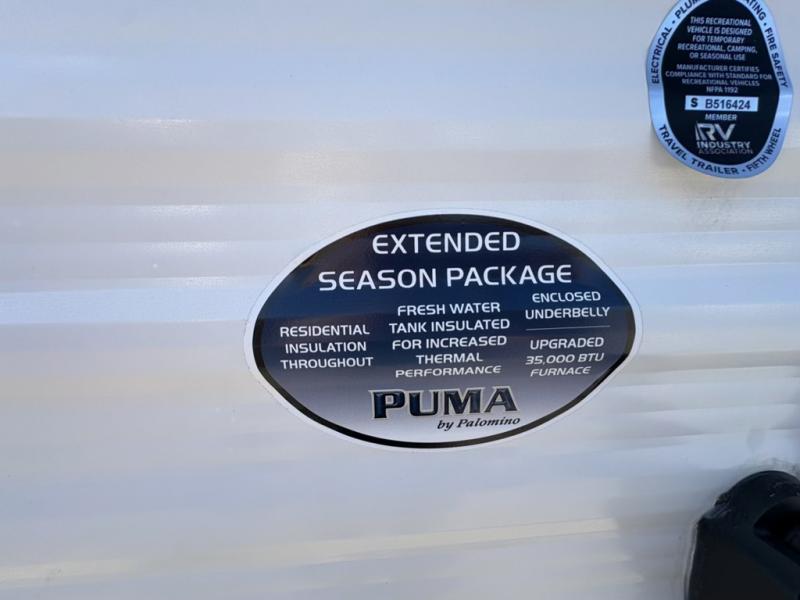 ELECTRICAL • PLUMBING • HEATING • FIRE SAFETY
THIS RECREATIONAL
VEHICLE IS DESIGNED
FOR TEMPORARY
RECREATIONAL, CAMPING,
OR SEASONAL USE
MANUFACTURER CERTIFIES
COMPLIANCE WITH STANDARD FOR
RECREATIONAL VEHICLES
NFPA 1192
S B516424
MEMBER
RV
INDUSTRY
ASSOCIATION
TRAVEL TRAILER • FIFTH WHEEL
EXTENDED
SEASON PACKAGE
RESIDENTIAL
INSULATION
THROUGHOUT
FRESH WATER
TANK INSULATED
FOR INCREASED
THERMAL
PERFORMANCE
ENCLOSED
UNDERBELLY
UPGRADED
35,000 BTU
FURNACE
PUMA
by Palomino